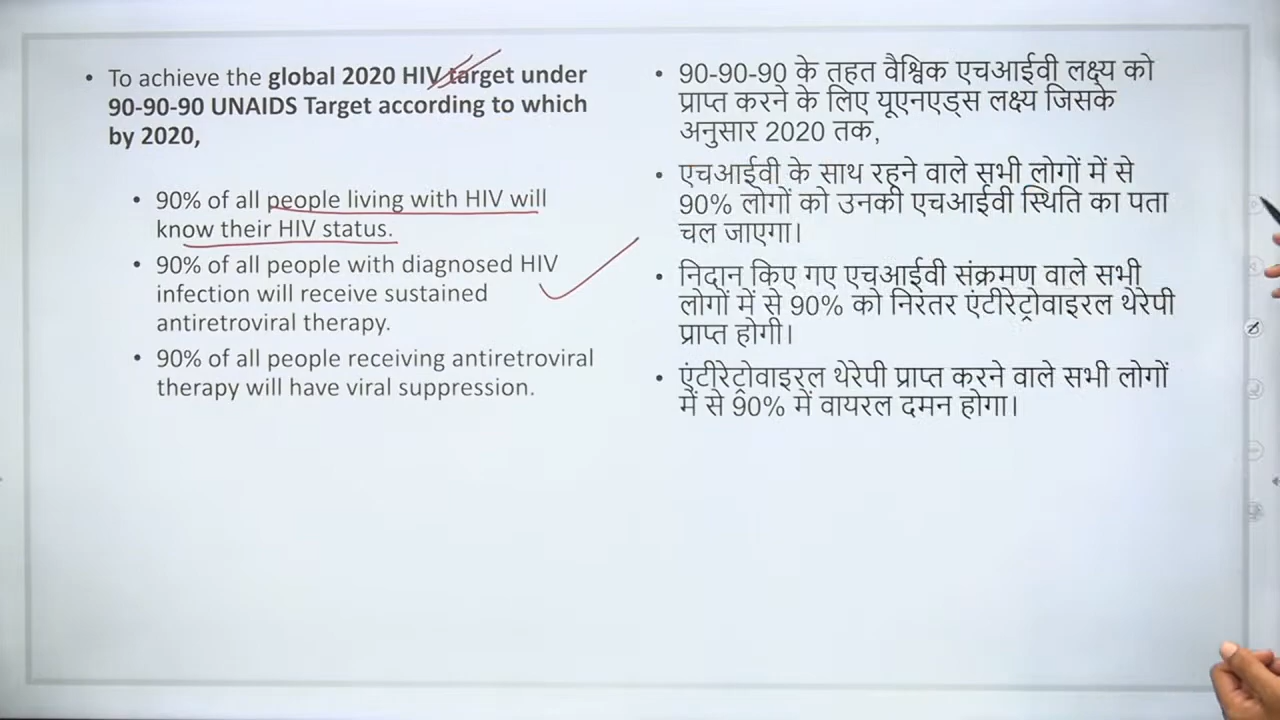 • To achieve the global 2020 HIV target under
90-90-90 UNAIDS Target according to which
by 2020,
• 90% of all people living with HIV will
know their HIV status.
• 90% of all people with diagnosed HIV
infection will receive sustained
antiretroviral therapy.
• 90% of all people receiving antiretroviral
therapy will have viral suppression.
• 90-90-90 के तहत वैश्विक एचआईवी लक्ष्य को
प्राप्त करने के लिए यूएनएड्स लक्ष्य जिसके
अनुसार 2020 तक,
• एचआईवी के साथ रहने वाले सभी लोगों में से
90% लोगों को उनकी एचआईवी स्थिति का पता
चल जाएगा।
• निदान किए गए एचआईवी संक्रमण वाले सभी
लोगों में से 90% को निरंतर एंटीरेट्रोवाइरल थेरेपी
प्राप्त होगी।
• एंटीरेट्रोवाइरल थेरेपी प्राप्त करने वाले सभी लोगों
में से 90% में वायरल दमन होगा।